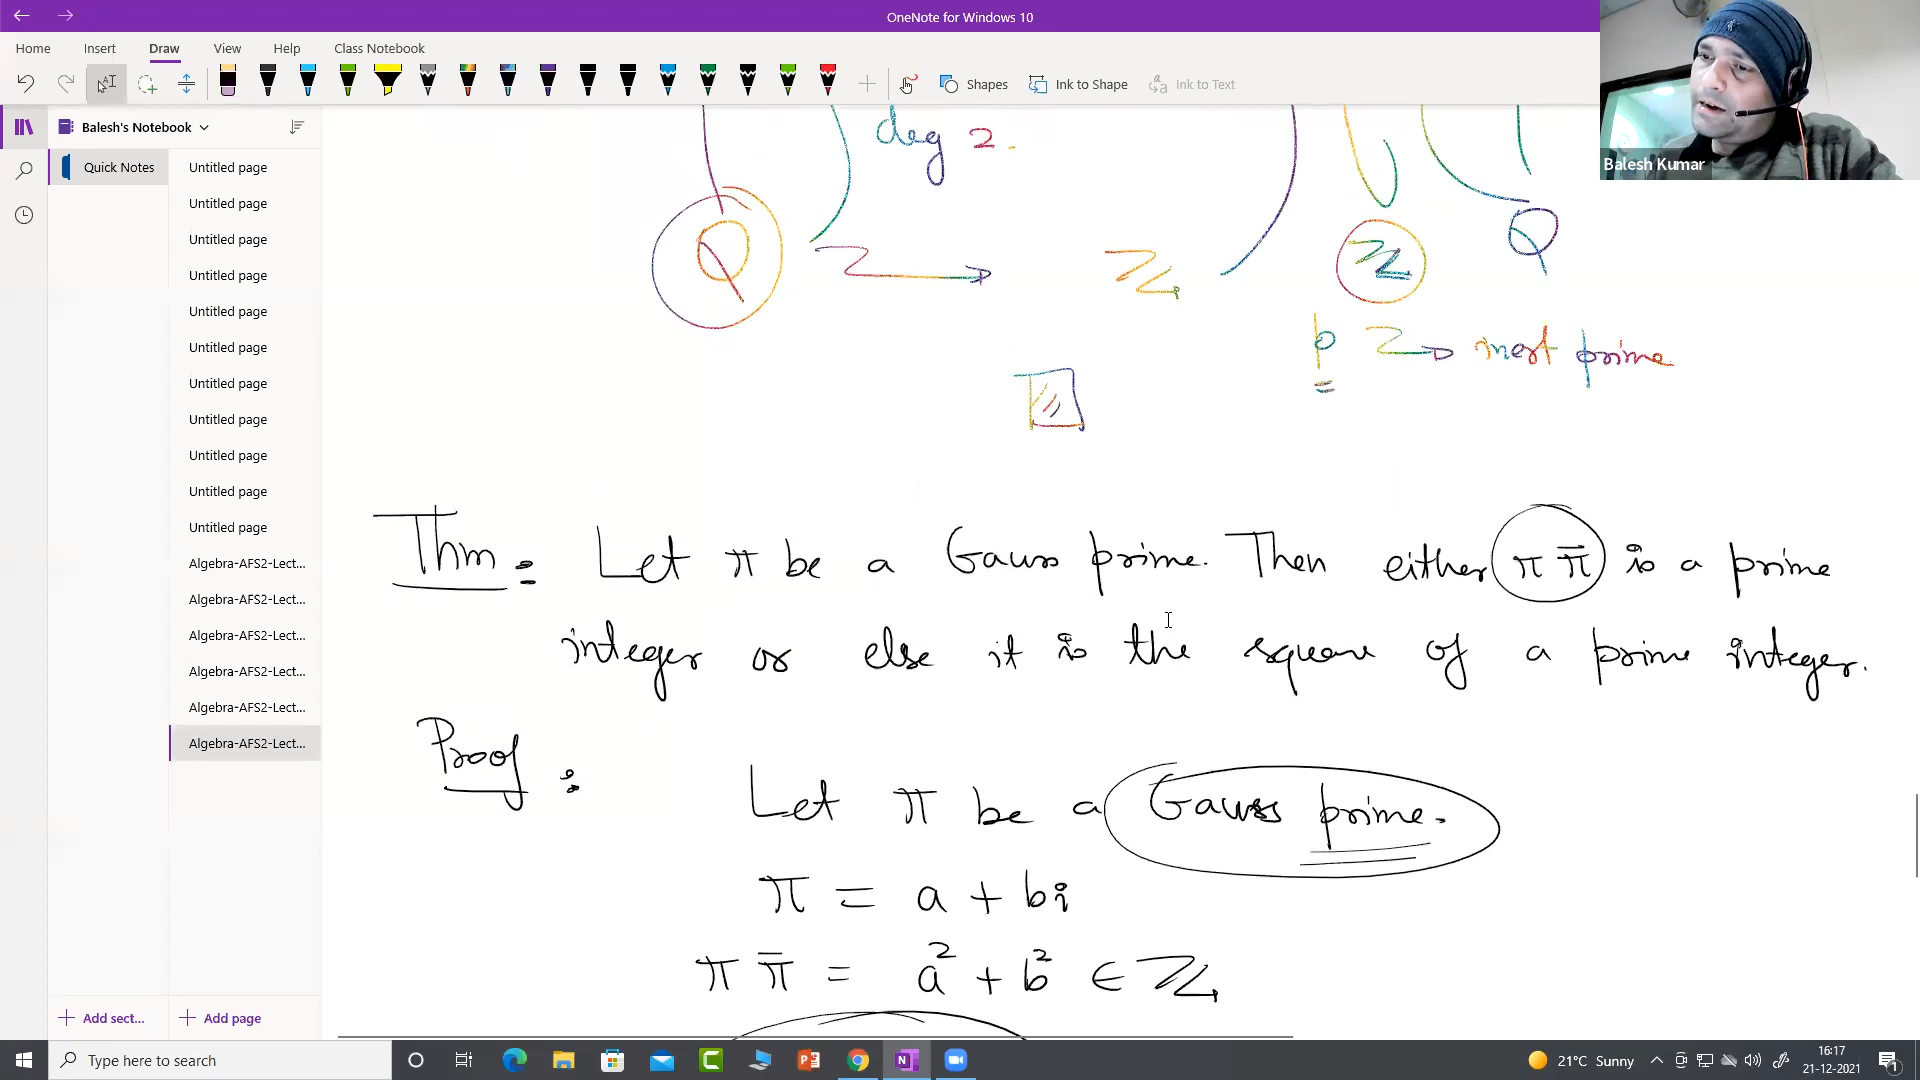 OneNote for Windows 10
Home Insert Draw View Help Class Notebook
Shapes Ink to Shape Ink to Text
Balesh Kumar
Balesh's Notebook
Quick Notes
Untitled page
Untitled page
Untitled page
Untitled page
Untitled page
Untitled page
Untitled page
Untitled page
Untitled page
Untitled page
Untitled page
Algebra-AFS2-Lect...
Algebra-AFS2-Lect...
Algebra-AFS2-Lect...
Algebra-AFS2-Lect...
Algebra-AFS2-Lect...
Algebra-AFS2-Lect...
Add sect... Add page
deg 2.
Q ℤ ℤ Q
p inert prime
Thm: Let π be a Gauss prime. Then either π π̄ is a prime
integer or else it is the square of a prime integer.
Proof: Let π be a Gauss prime.
π = a + bi
π π̄ = a² + b² ∈ ℤ
Type here to search
21°C Sunny
16:17
21-12-2021